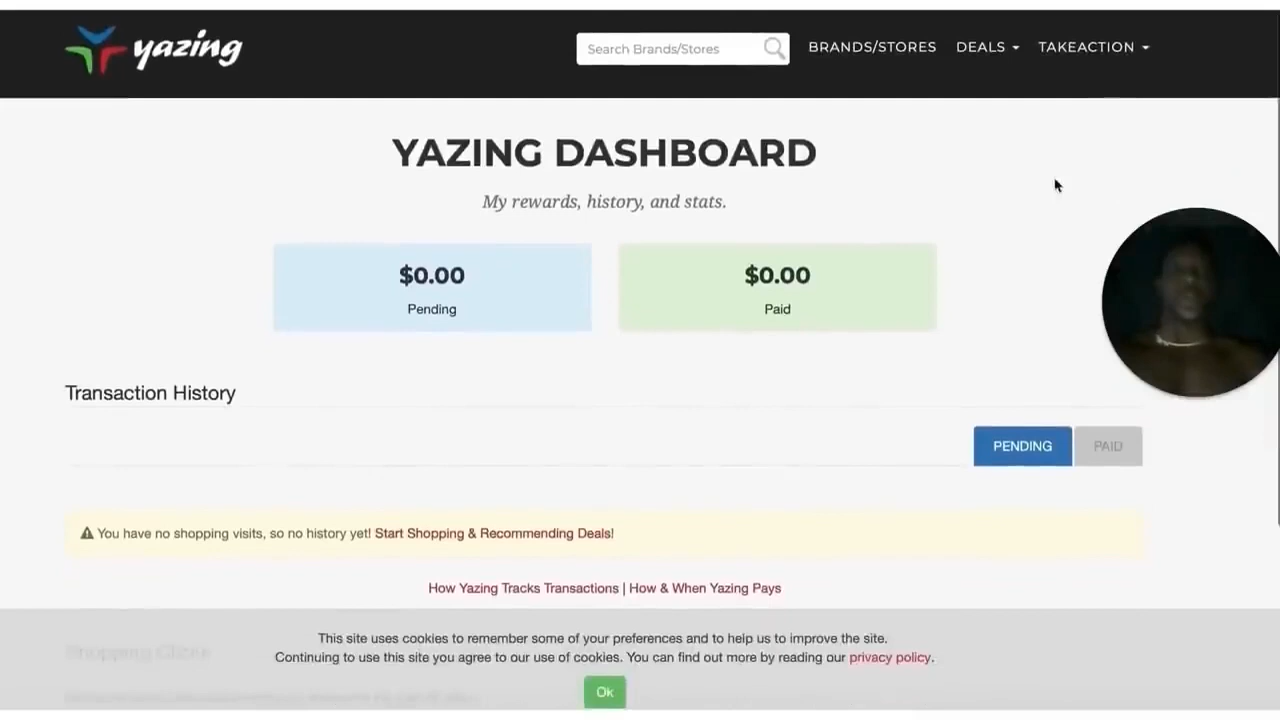 yazing
Search Brands/Stores
BRANDS/STORES
DEALS
TAKEACTION
YAZING DASHBOARD
My rewards, history, and stats.
$0.00
Pending
$0.00
Paid
Transaction History
PENDING
PAID
You have no shopping visits, so no history yet! Start Shopping & Recommending Deals!
How Yazing Tracks Transactions | How & When Yazing Pays
This site uses cookies to remember some of your preferences and to help us to improve the site.
Continuing to use this site you agree to our use of cookies. You can find out more by reading our privacy policy.
Ok